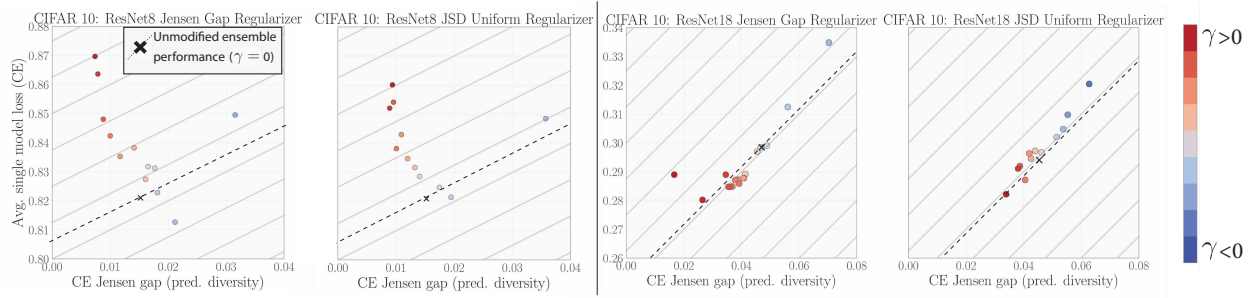 CIFAR 10: ResNet8 Jensen Gap Regularizer
0.88
0.87
0.86
0.85
0.84
0.83
0.82
0.81
0.80
Avg. single model loss (CE)
Unmodified ensemble
performance (γ = 0)
0.00 0.01 0.02 0.03 0.04
CE Jensen gap (pred. diversity)
CIFAR 10: ResNet8 JSD Uniform Regularizer
0.00 0.01 0.02 0.03 0.04
CE Jensen gap (pred. diversity)
CIFAR 10: ResNet18 Jensen Gap Regularizer
0.34
0.33
0.32
0.31
0.30
0.29
0.28
0.27
0.26
0.00 0.02 0.04 0.06 0.08
CE Jensen gap (pred. diversity)
CIFAR 10: ResNet18 JSD Uniform Regularizer
0.00 0.02 0.04 0.06 0.08
CE Jensen gap (pred. diversity)
γ>0
γ<0